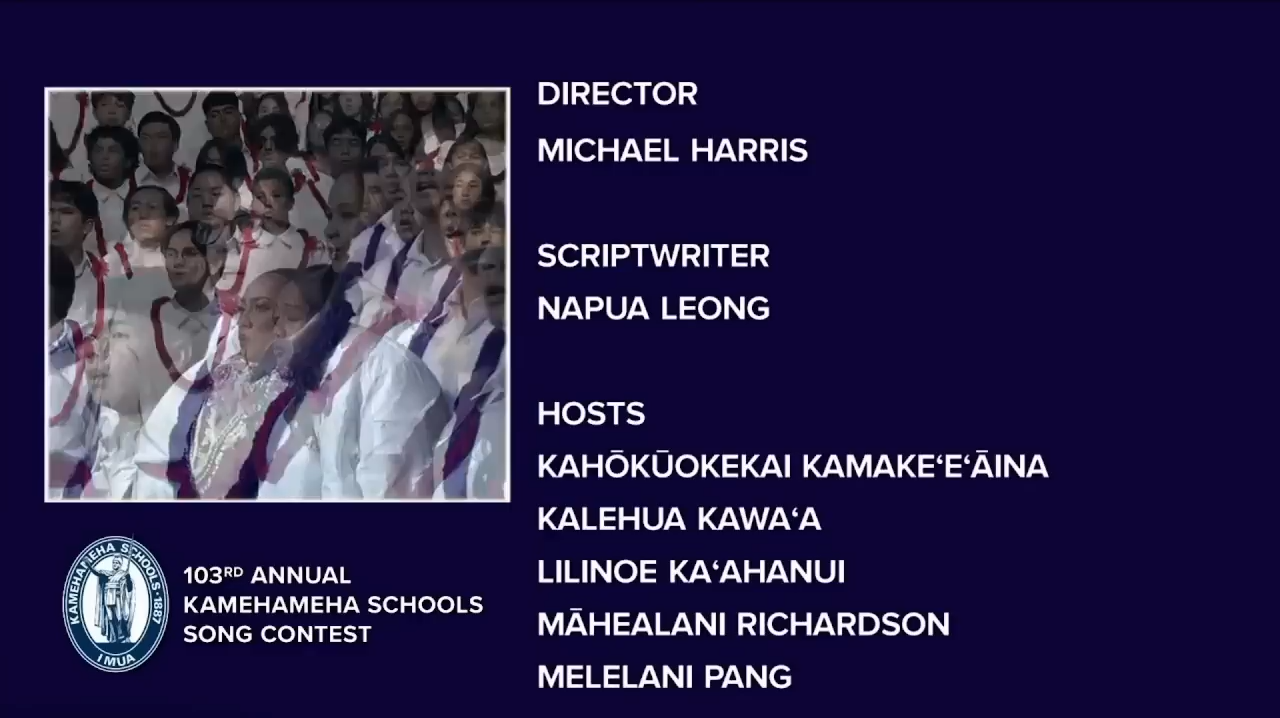 DIRECTOR
MICHAEL HARRIS
SCRIPTWRITER
NAPUA LEONG
HOSTS
KAHŌKŪOKEKAI KAMAKEʻEʻĀINA
KALEHUA KAWAʻA
LILINOE KAʻAHANUI
MĀHEALANI RICHARDSON
MELELANI PANG
KAMEHAMEHA SCHOOLS · 1887
I MUA
103RD ANNUAL
KAMEHAMEHA SCHOOLS
SONG CONTEST